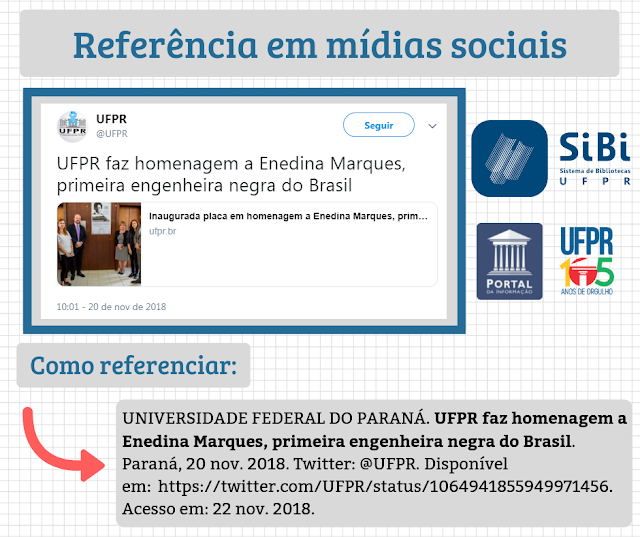 Referência em mídias sociais
UFPR
@UFPR
Seguir
UFPR faz homenagem a Enedina Marques,
primeira engenheira negra do Brasil
Inaugurada placa em homenagem a Enedina Marques, prim...
ufpr.br
10:01 - 20 de nov de 2018
SiBi
Sistema de Bibliotecas
UFPR
PORTAL
DA INFORMAÇÃO
UFPR
105
ANOS DE ORGULHO
Como referenciar:
UNIVERSIDADE FEDERAL DO PARANÁ. UFPR faz homenagem a
Enedina Marques, primeira engenheira negra do Brasil.
Paraná, 20 nov. 2018. Twitter: @UFPR. Disponível
em: https://twitter.com/UFPR/status/1064941855949971456.
Acesso em: 22 nov. 2018.